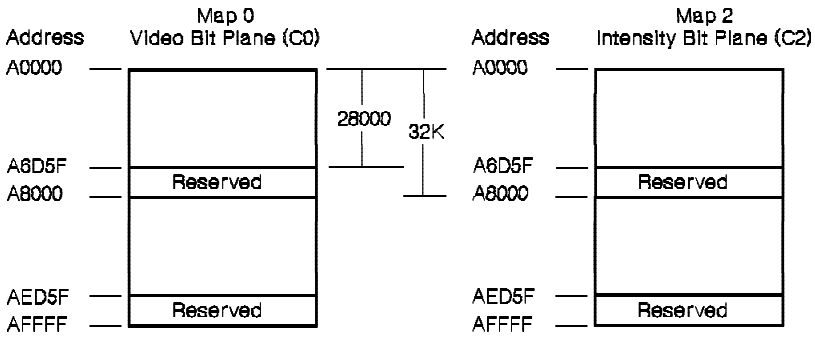 Map 0
Address Video Bit Plane (C0)
A0000
28000
32K
A6D5F
Reserved
A8000
AED5F
Reserved
AFFFF
Map 2
Address Intensity Bit Plane (C2)
A0000
A6D5F
Reserved
A8000
AED5F
Reserved
AFFFF